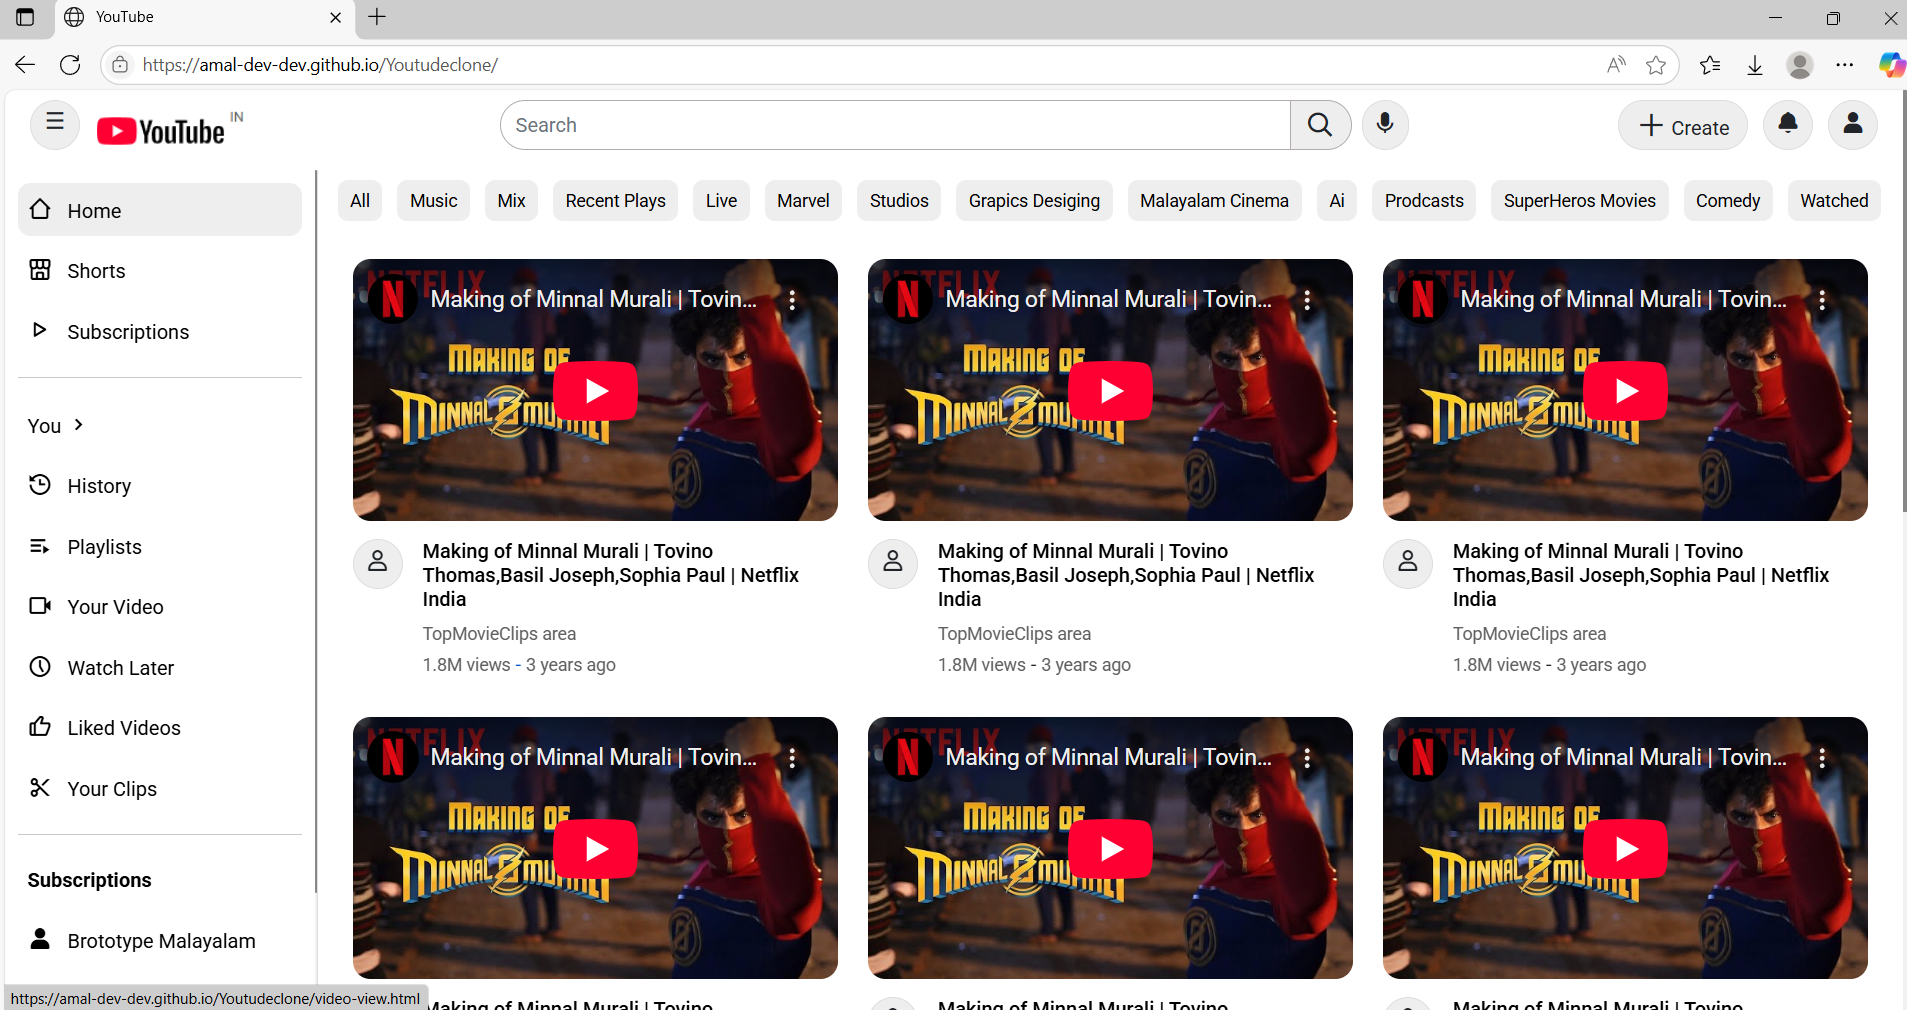 YouTube
https://amal-dev-dev.github.io/Youtudeclone/
YouTube IN
Search
Create
Home
Shorts
Subscriptions
You
History
Playlists
Your Video
Watch Later
Liked Videos
Your Clips
Subscriptions
Brototype Malayalam
All Music Mix Recent Plays Live Marvel Studios Grapics Desiging Malayalam Cinema Ai Prodcasts SuperHeros Movies Comedy Watched
NETFLIX
N Making of Minnal Murali | Tovin...
MAKING OF
MINNAL MURALI
Making of Minnal Murali | Tovino
Thomas,Basil Joseph,Sophia Paul | Netflix
India
TopMovieClips area
1.8M views - 3 years ago
NETFLIX
N Making of Minnal Murali | Tovin...
MAKING OF
MINNAL MURALI
Making of Minnal Murali | Tovino
Thomas,Basil Joseph,Sophia Paul | Netflix
India
TopMovieClips area
1.8M views - 3 years ago
NETFLIX
N Making of Minnal Murali | Tovin...
MAKING OF
MINNAL MURALI
Making of Minnal Murali | Tovino
Thomas,Basil Joseph,Sophia Paul | Netflix
India
TopMovieClips area
1.8M views - 3 years ago
NETFLIX
N Making of Minnal Murali | Tovin...
MAKING OF
MINNAL MURALI
Making of Minnal Murali | Tovino
NETFLIX
N Making of Minnal Murali | Tovin...
MAKING OF
MINNAL MURALI
Making of Minnal Murali | Tovino
NETFLIX
N Making of Minnal Murali | Tovin...
MAKING OF
MINNAL MURALI
Making of Minnal Murali | Tovino
https://amal-dev-dev.github.io/Youtudeclone/video-view.html